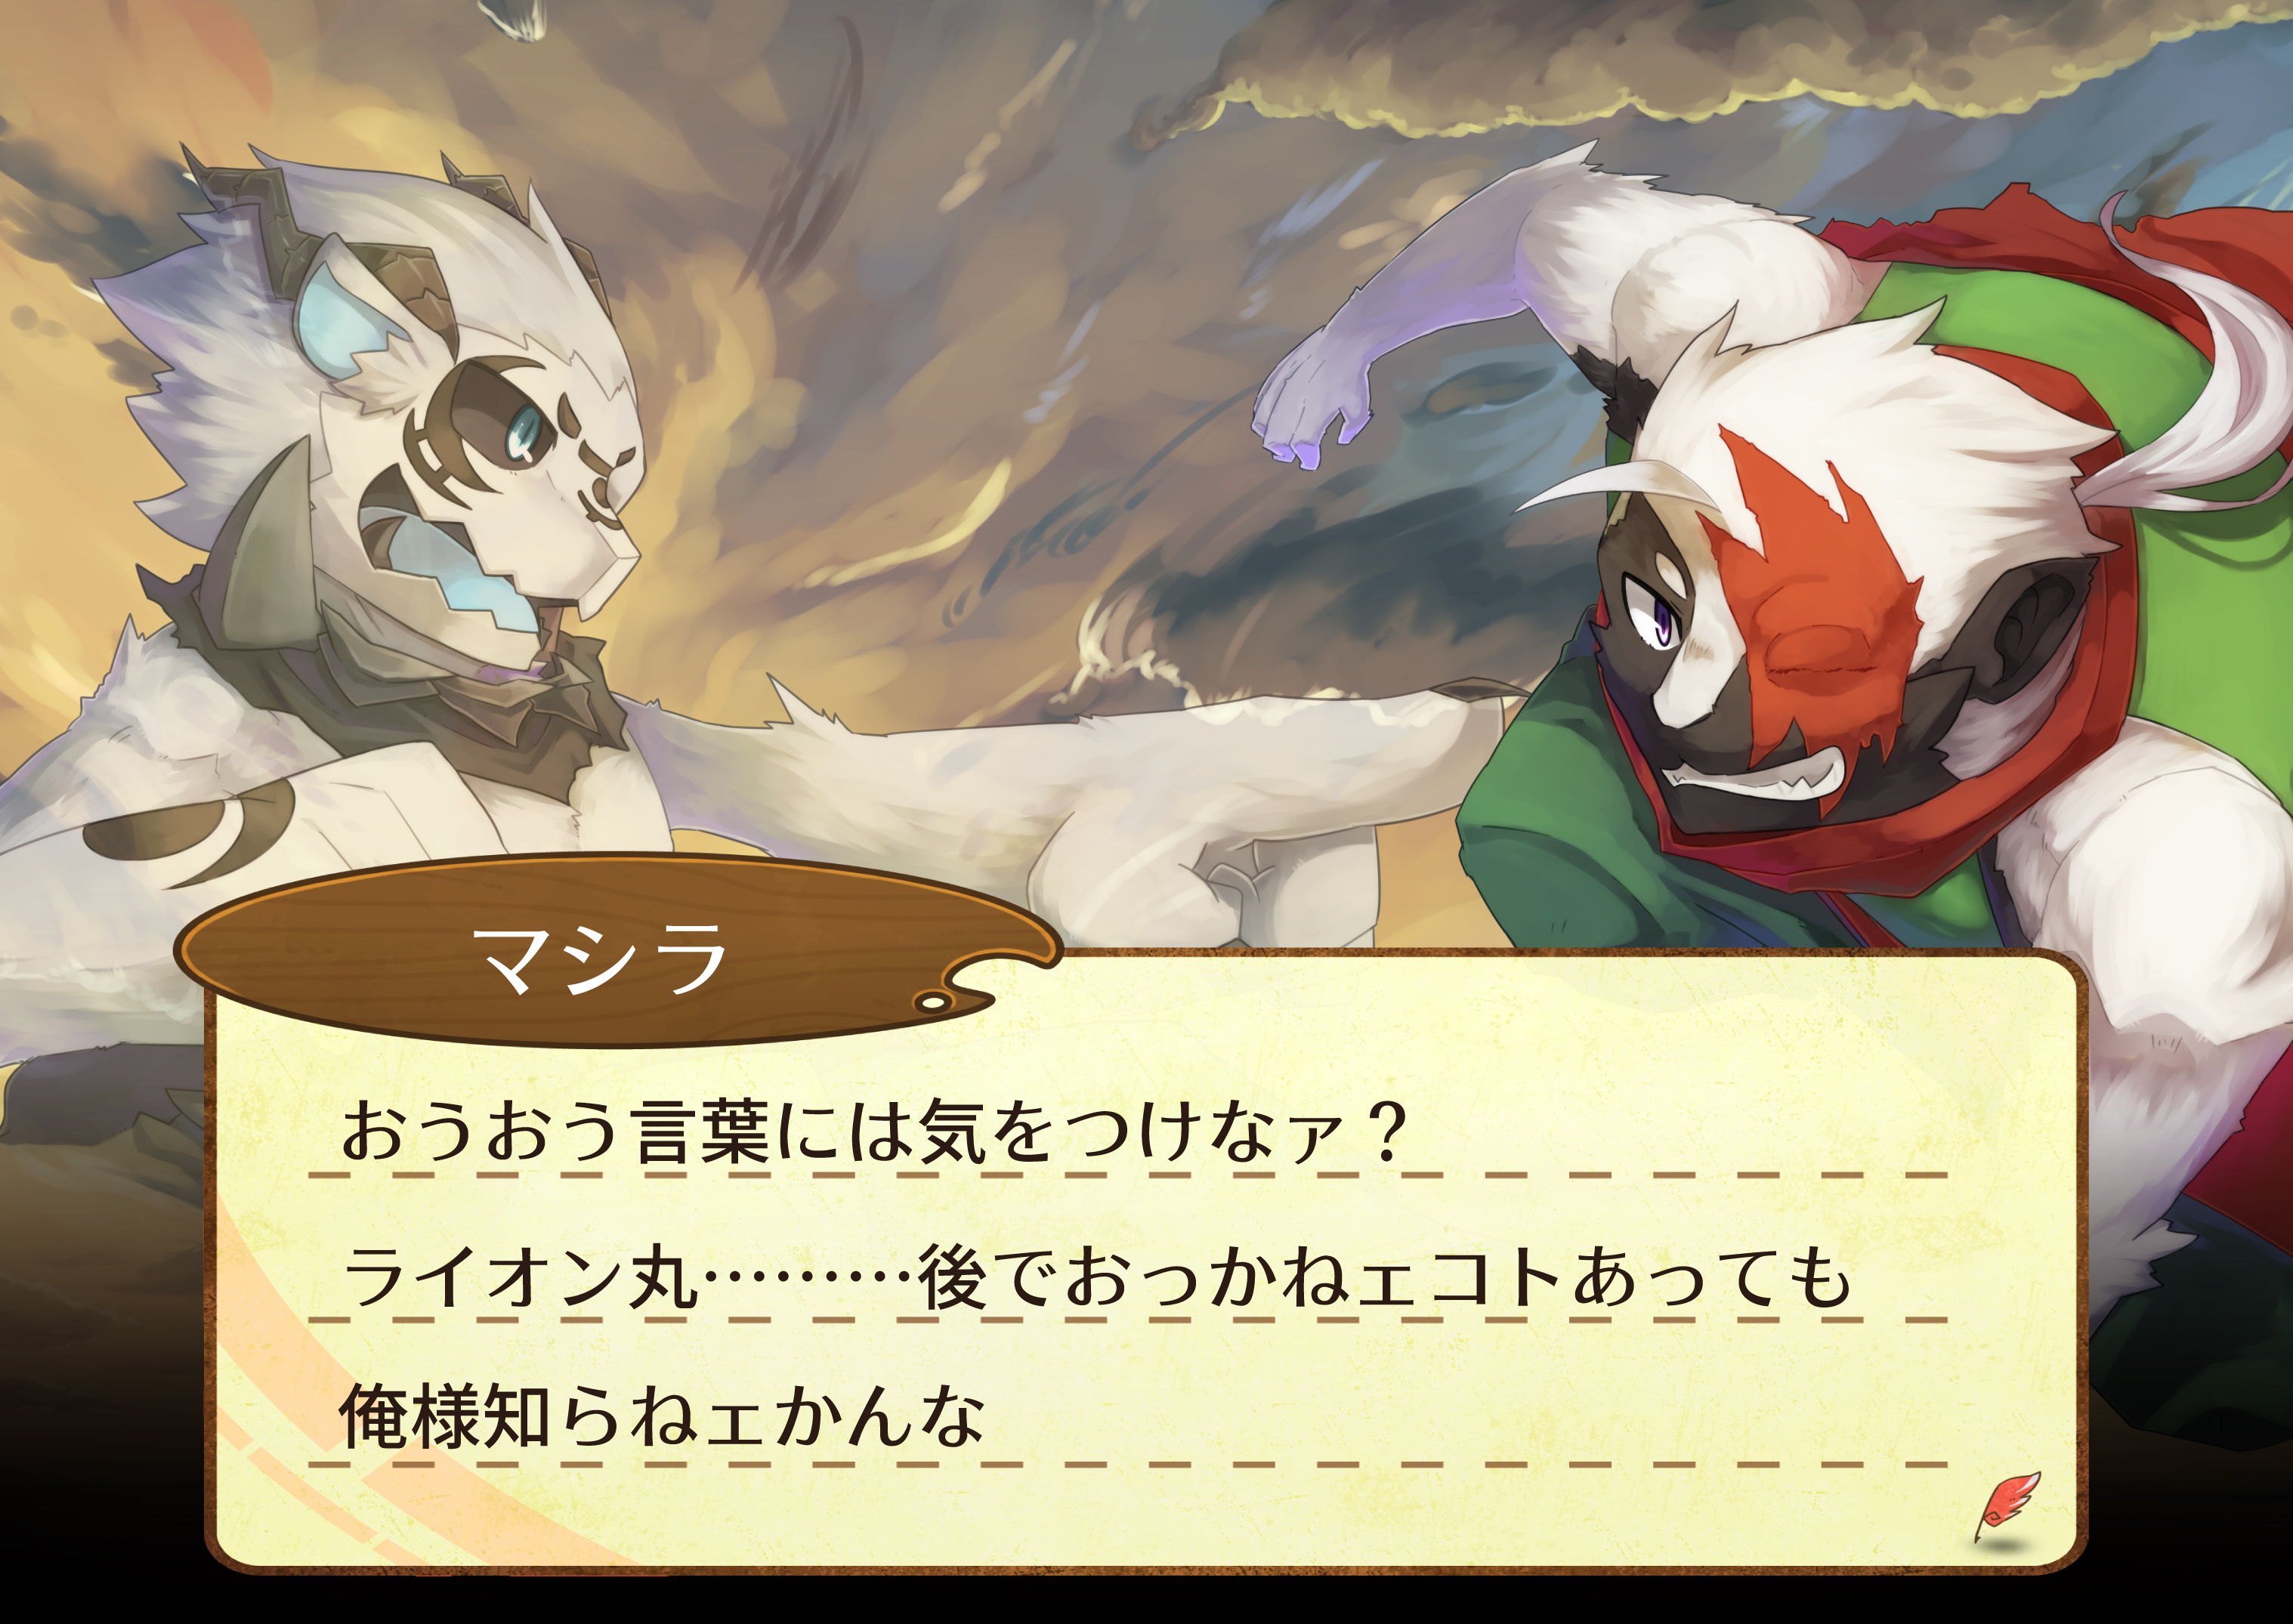 マシラ
おうおう言葉には気をつけなァ？
ライオン丸………後でおっかねェコトあっても
俺様知らねェかんな